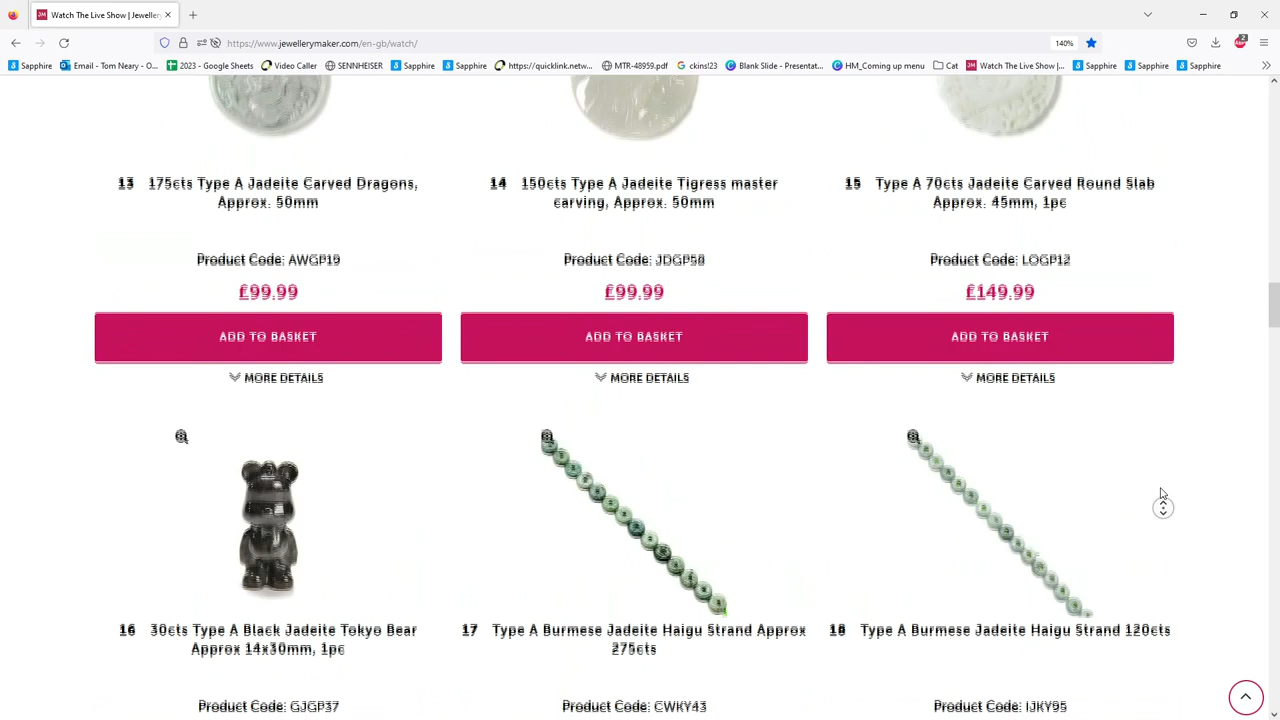 Watch The Live Show | Jeweller
https://www.jewellerymaker.com/en-gb/watch/
140%
2
Sapphire
Email - Tom Neary - O...
2023 - Google Sheets
Video Caller
SENNHEISER
Sapphire
Sapphire
https://quicklink.netw...
MTR-48959.pdf
ckins!23
Blank Slide - Presentat...
HM_Coming up menu
Cat
Watch The Live Show |...
Sapphire
Sapphire
Sapphire
13 175cts Type A Jadeite Carved Dragons,
Approx. 50mm
Product Code: AWGP19
£99.99
ADD TO BASKET
MORE DETAILS
14 150cts Type A Jadeite Tigress master
carving, Approx. 50mm
Product Code: JDGP58
£99.99
ADD TO BASKET
MORE DETAILS
15 Type A 70cts Jadeite Carved Round Slab
Approx. 45mm, 1pc
Product Code: LOGP12
£149.99
ADD TO BASKET
MORE DETAILS
16 30cts Type A Black Jadeite Tokyo Bear
Approx 14x30mm, 1pc
Product Code: GJGP37
17 Type A Burmese Jadeite Haigu Strand Approx
275cts
Product Code: CWKY43
18 Type A Burmese Jadeite Haigu Strand 120cts
Product Code: IJKY95